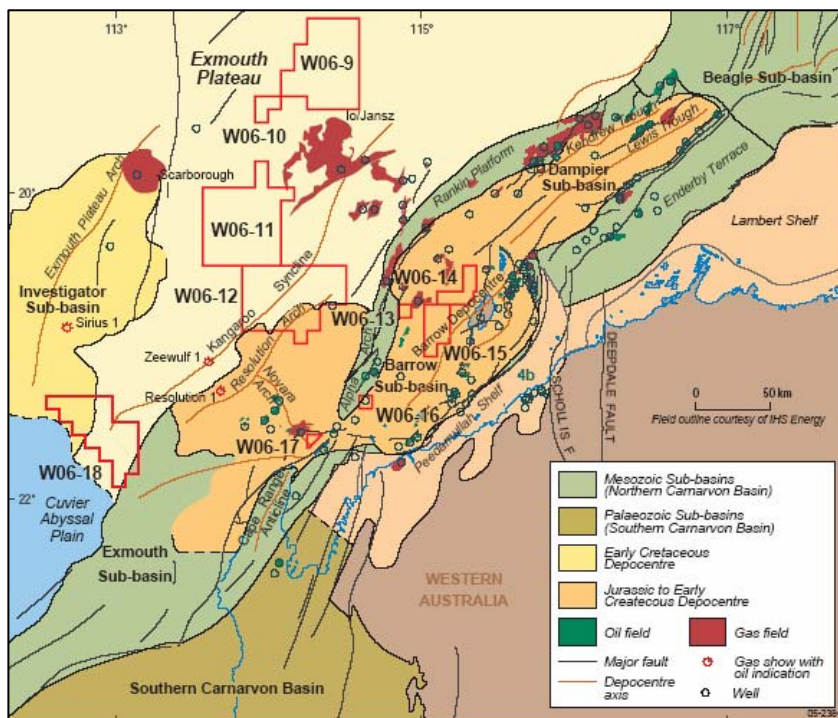 113°
115°
117°
Exmouth
Plateau
W06-9
Beagle Sub-basin
W06-10
Io/Jansz
Kendrew Trough
Lewis Trough
Rankin Platform
Dampier
Sub-basin
Enderby Terrace
Scarborough
20°
20°
Exmouth Plateau Arch
Lambert Shelf
W06-11
W06-12
Kangaroo Syncline
W06-14
Investigator
Sub-basin
Sirius 1
W06-13
Barrow Depocentre
Zeewulf 1
Resolution Arch
W06-15
Alpha Arch
Barrow
Sub-basin
Resolution 1
Novara
Arch
4b
SCHOLL IS F
DEEPDALE FAULT
0
50 km
Field outline courtesy of IHS Energy
W06-16
Peedamullah Shelf
W06-17
W06-18
22°
22°
Cuvier
Abyssal
Plain
Cape Range
Anticline
Exmouth
Sub-basin
WESTERN
AUSTRALIA
Southern Carnarvon Basin
Mesozoic Sub-basins
(Northern Carnarvon Basin)
Palaeozoic Sub-basins
(Southern Carnarvon Basin)
Early Cretaceous
Depocentre
Jurassic to Early
Createcous Depocentre
Oil field
Gas field
Major fault
Gas show with
oil indication
Depocentre
axis
Well
113°
115°
117°